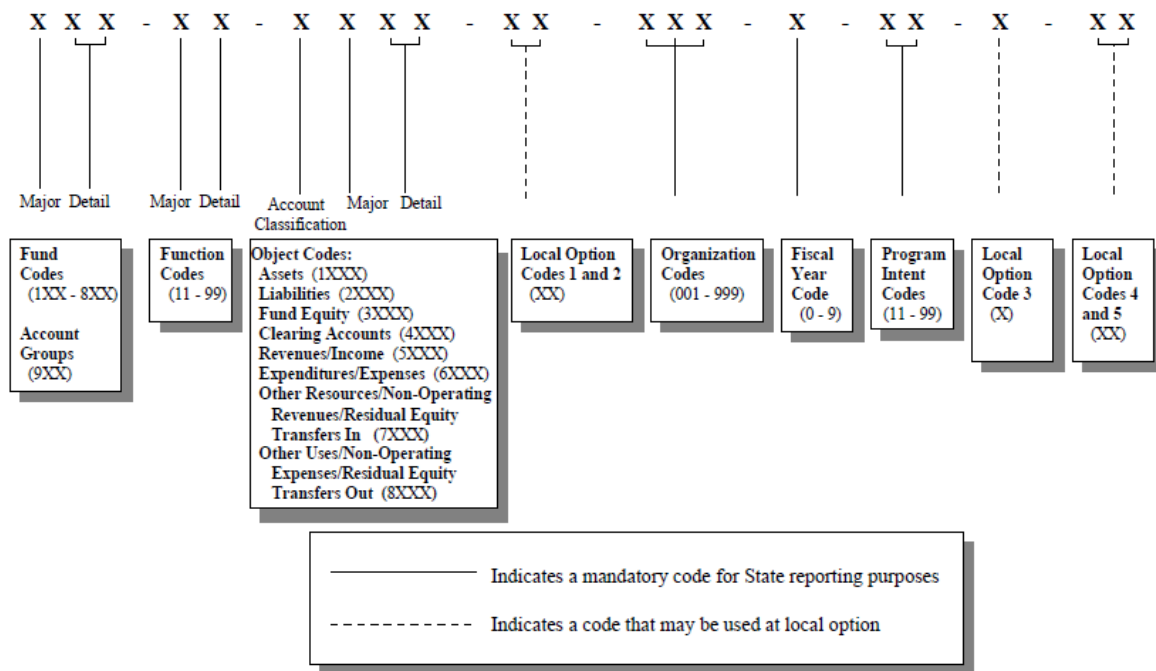 X X X - X X - X X X X - X X - X X X - X - X X - X - X X
Major Detail
Major Detail
Account
Classification
Major Detail
Fund
Codes
(1XX - 8XX)
Account
Groups
(9XX)
Function
Codes
(11 - 99)
Object Codes:
Assets (1XXX)
Liabilities (2XXX)
Fund Equity (3XXX)
Clearing Accounts (4XXX)
Revenues/Income (5XXX)
Expenditures/Expenses (6XXX)
Other Resources/Non-Operating
Revenues/Residual Equity
Transfers In (7XXX)
Other Uses/Non-Operating
Expenses/Residual Equity
Transfers Out (8XXX)
Local Option
Codes 1 and 2
(XX)
Organization
Codes
(001 - 999)
Fiscal
Year
Code
(0 - 9)
Program
Intent
Codes
(11 - 99)
Local
Option
Code 3
(X)
Local
Option
Codes 4
and 5
(XX)
Indicates a mandatory code for State reporting purposes
Indicates a code that may be used at local option